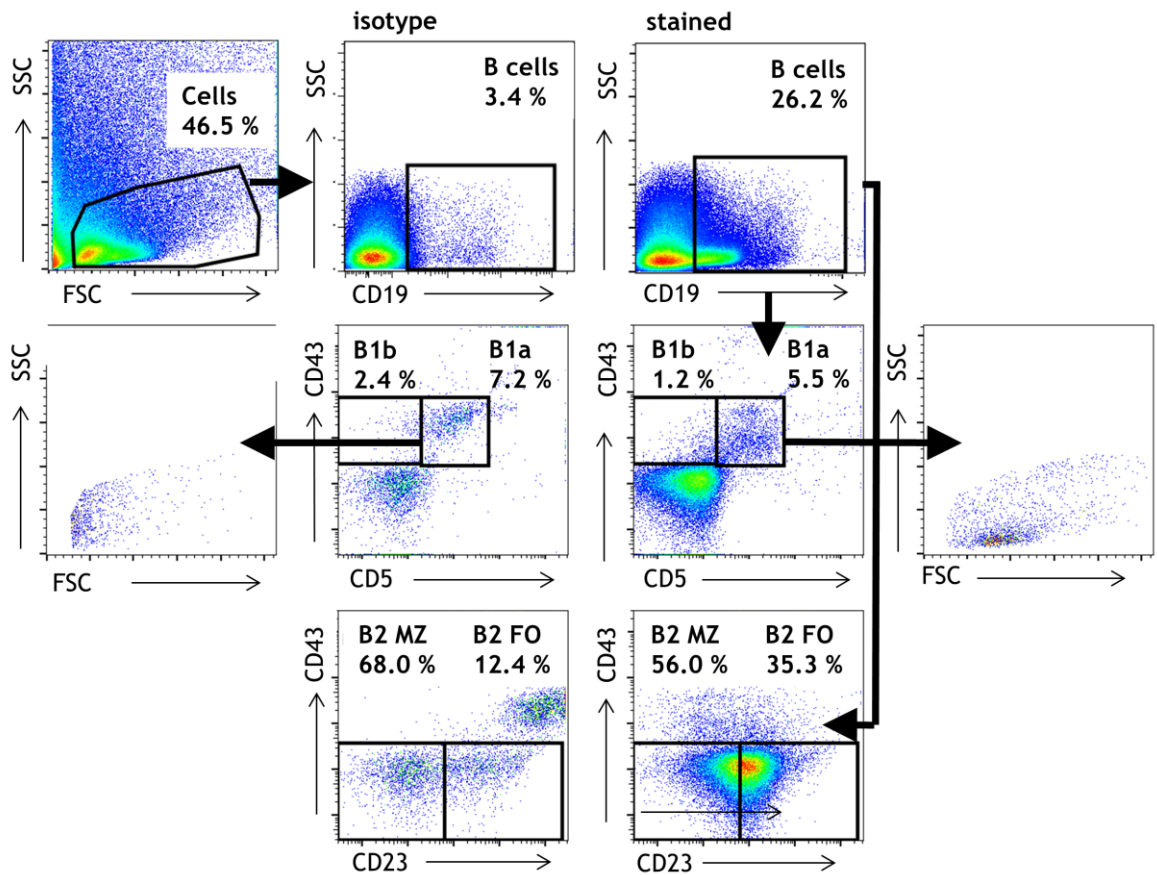 isotype
stained
SSC
Cells
46.5 %
FSC
SSC
B cells
3.4 %
CD19
SSC
B cells
26.2 %
CD19
SSC
FSC
CD43
B1b
2.4 %
B1a
7.2 %
CD5
CD43
B1b
1.2 %
B1a
5.5 %
CD5
SSC
FSC
CD43
B2 MZ
68.0 %
B2 FO
12.4 %
CD23
CD43
B2 MZ
56.0 %
B2 FO
35.3 %
CD23